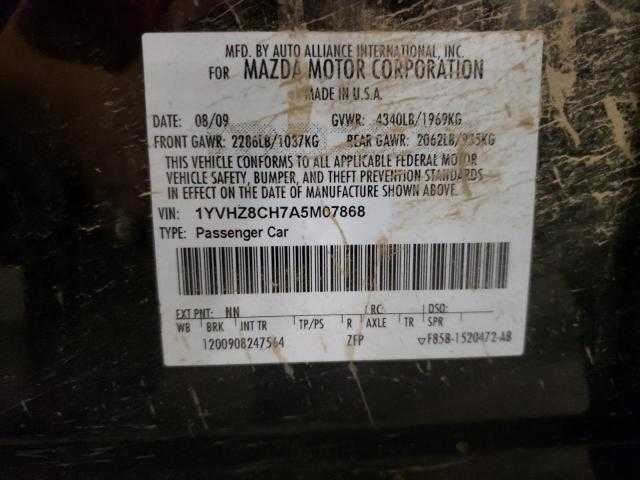 MFD. BY AUTO ALLIANCE INTERNATIONAL, INC.
FOR MAZDA MOTOR CORPORATION
MADE IN U.S.A.
DATE: 08/09 GVWR: 4340LB/1969KG
FRONT GAWR: 2286LB/1037KG REAR GAWR: 2062LB/935KG
THIS VEHICLE CONFORMS TO ALL APPLICABLE FEDERAL MOTOR
VEHICLE SAFETY, BUMPER, AND THEFT PREVENTION STANDARDS
IN EFFECT ON THE DATE OF MANUFACTURE SHOWN ABOVE.
VIN: 1YVHZ8CH7A5M07868
TYPE: Passenger Car
EXT PNT: NN RC: DSO:
WB BRK INT TR TP/PS R AXLE TR SPR
1200908247564 ZFP ▽F85B-1520472-AB